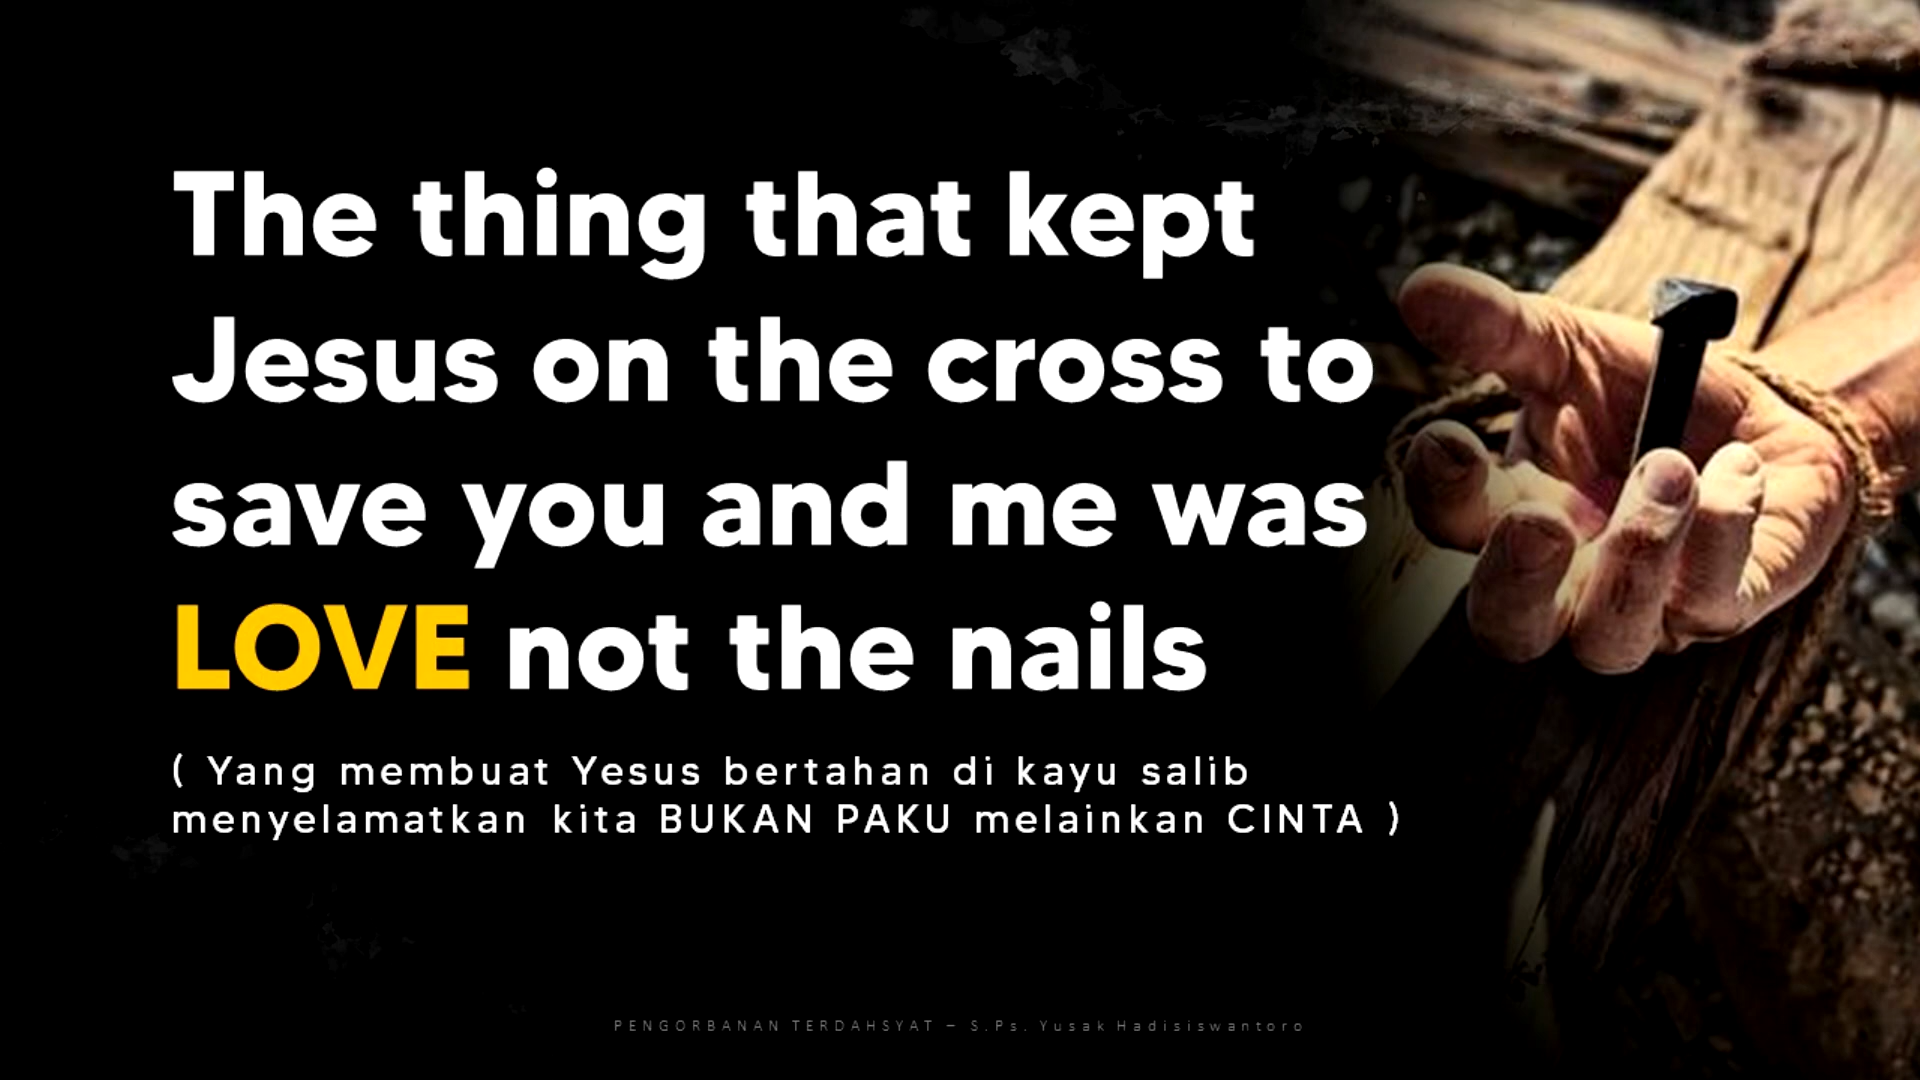 The thing that kept
Jesus on the cross to
save you and me was
LOVE not the nails
( Yang membuat Yesus bertahan di kayu salib
menyelamatkan kita BUKAN PAKU melainkan CINTA )
PENGORBANAN TERDAHSYAT – S.Ps. Yusak Hadisiswantoro